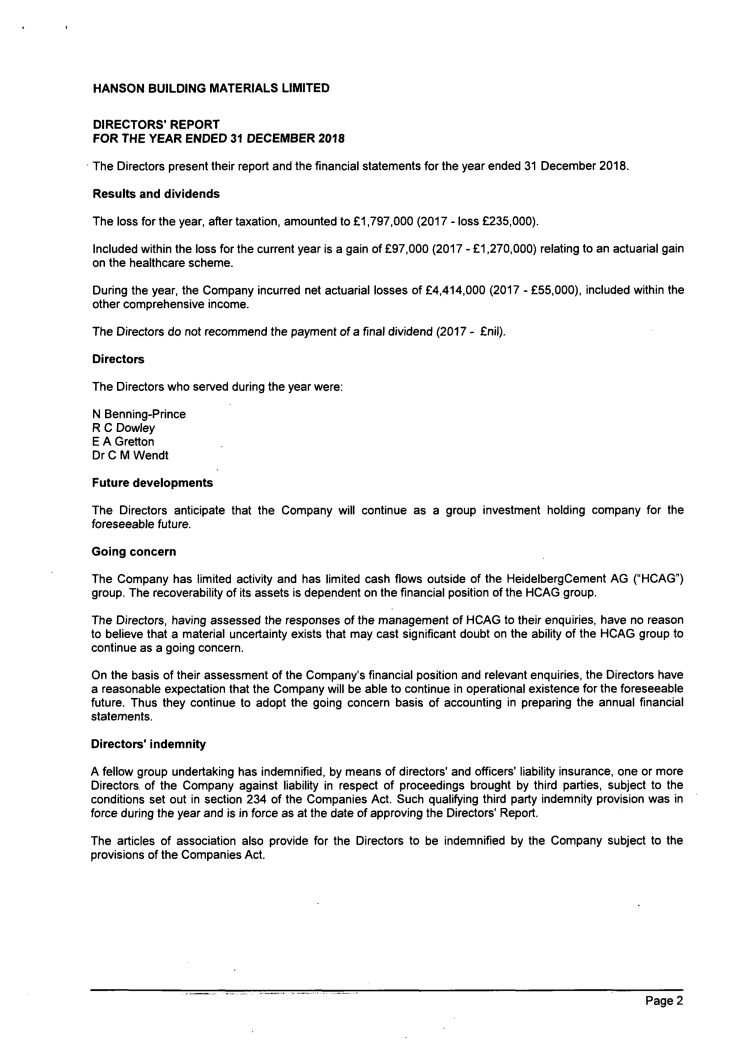 HANSON BUILDING MATERIALS LIMITED
DIRECTORS' REPORT
FOR THE YEAR ENDED 31 DECEMBER 2018
The Directors present their report and the financial statements for the year ended 31 December 2018.
Results and dividends
The loss for the year, after taxation, amounted to £1,797,000 (2017 - loss £235,000).
Included within the loss for the current year is a gain of £97,000 (2017 - £1,270,000) relating to an actuarial gain
on the healthcare scheme.
During the year, the Company incurred net actuarial losses of £4,414,000 (2017 - £55,000), included within the
other comprehensive income.
The Directors do not recommend the payment of a final dividend (2017 - £nil).
Directors
The Directors who served during the year were:
N Benning-Prince
R C Dowley
E A Gretton
Dr C M Wendt
Future developments
The Directors anticipate that the Company will continue as a group investment holding company for the
foreseeable future.
Going concern
The Company has limited activity and has limited cash flows outside of the HeidelbergCement AG ("HCAG")
group. The recoverability of its assets is dependent on the financial position of the HCAG group.
The Directors, having assessed the responses of the management of HCAG to their enquiries, have no reason
to believe that a material uncertainty exists that may cast significant doubt on the ability of the HCAG group to
continue as a going concern.
On the basis of their assessment of the Company's financial position and relevant enquiries, the Directors have
a reasonable expectation that the Company will be able to continue in operational existence for the foreseeable
future. Thus they continue to adopt the going concern basis of accounting in preparing the annual financial
statements.
Directors' indemnity
A fellow group undertaking has indemnified, by means of directors' and officers' liability insurance, one or more
Directors of the Company against liability in respect of proceedings brought by third parties, subject to the
conditions set out in section 234 of the Companies Act. Such qualifying third party indemnity provision was in
force during the year and is in force as at the date of approving the Directors' Report.
The articles of association also provide for the Directors to be indemnified by the Company subject to the
provisions of the Companies Act.
Page 2